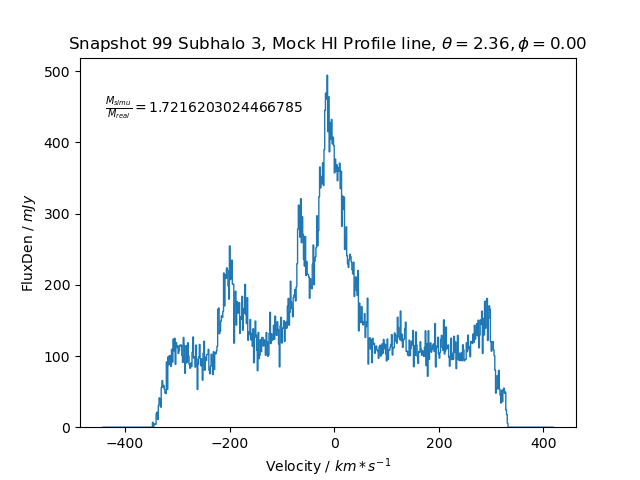 Snapshot 99 Subhalo 3, Mock HI Profile line, θ = 2.36, ϕ = 0.00
500
M_simu/M_real = 1.7216203024466785
400
300
200
100
0
FluxDen / mJy
−400 −200 0 200 400
Velocity / km * s⁻¹